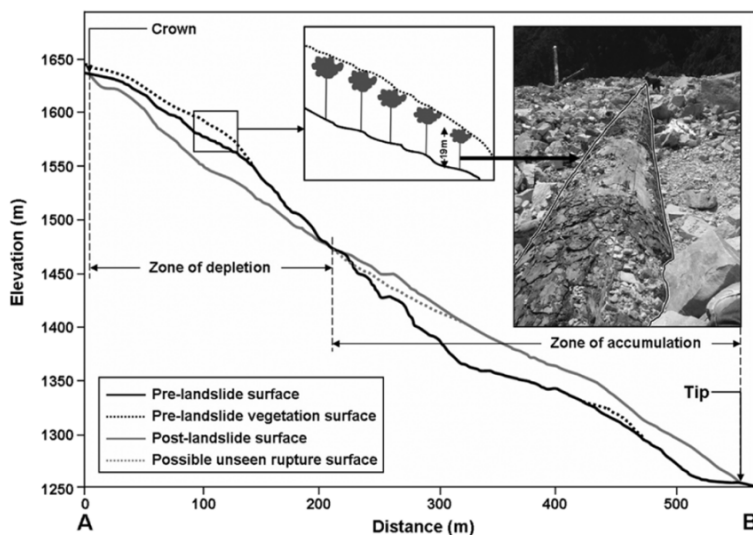 Crown
1650
1600
1550
1500
1450
1400
1350
1300
1250
Elevation (m)
19m
Zone of depletion
Zone of accumulation
Tip
Pre-landslide surface
Pre-landslide vegetation surface
Post-landslide surface
Possible unseen rupture surface
0
100
200
300
400
500
A
Distance (m)
B